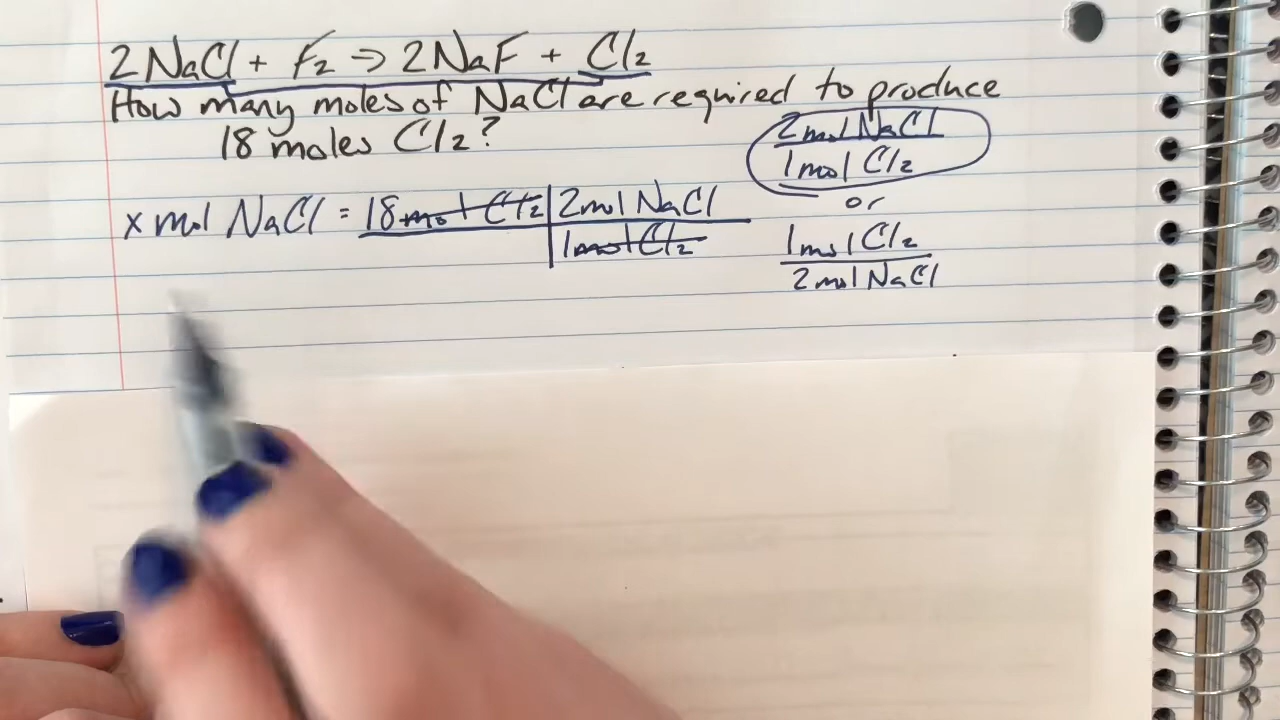 2NaCl + F₂ → 2NaF + Cl₂
How many moles of NaCl are required to produce
18 moles Cl₂?
2mol NaCl
1mol Cl₂
or
1mol Cl₂
2mol NaCl
x mol NaCl = 18 mol Cl₂ | 2mol NaCl
1mol Cl₂